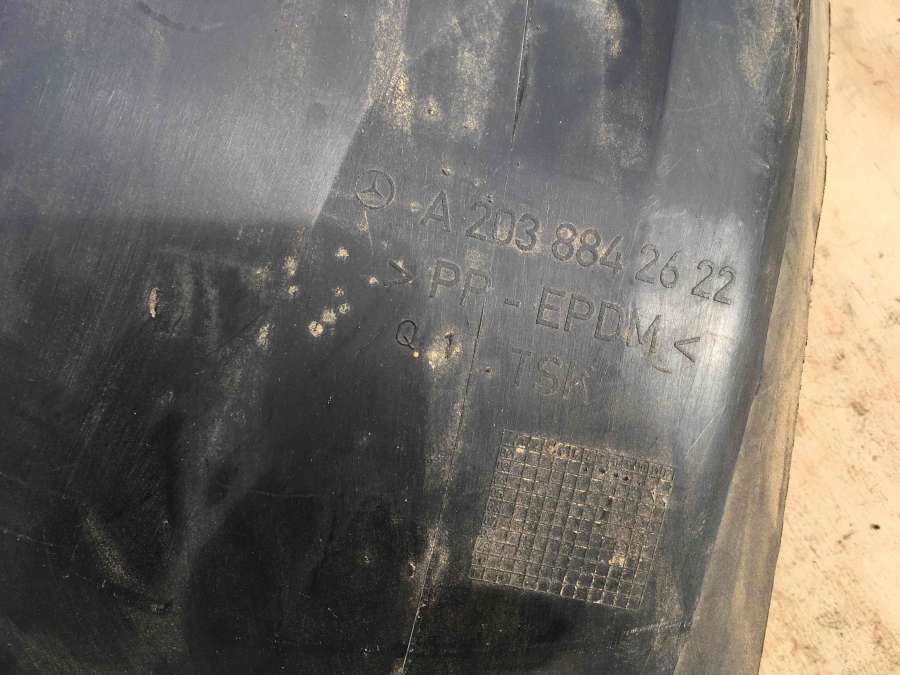 A 203 884 26 22
> PP - EPDM <
Q 1 TSK